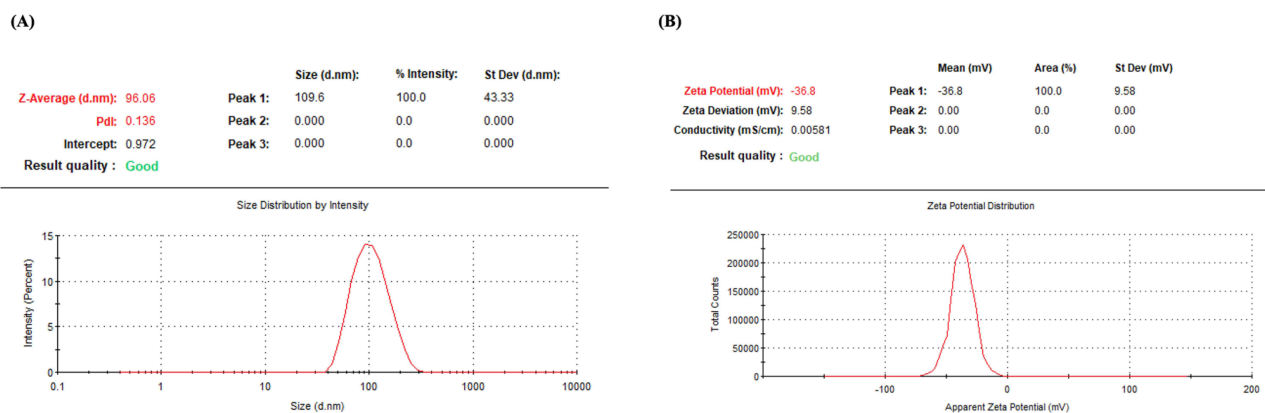 (A)
Size (d.nm): % Intensity: St Dev (d.nm):
Z-Average (d.nm): 96.06 Peak 1: 109.6 100.0 43.33
PdI: 0.136 Peak 2: 0.000 0.0 0.000
Intercept: 0.972 Peak 3: 0.000 0.0 0.000
Result quality : Good
Size Distribution by Intensity
15
10
5
0
Intensity (Percent)
0.1 1 10 100 1000 10000
Size (d.nm)
(B)
Mean (mV) Area (%) St Dev (mV)
Zeta Potential (mV): -36.8 Peak 1: -36.8 100.0 9.58
Zeta Deviation (mV): 9.58 Peak 2: 0.00 0.0 0.00
Conductivity (mS/cm): 0.00581 Peak 3: 0.00 0.0 0.00
Result quality : Good
Zeta Potential Distribution
250000
200000
150000
100000
50000
0
Total Counts
-100 0 100 200
Apparent Zeta Potential (mV)